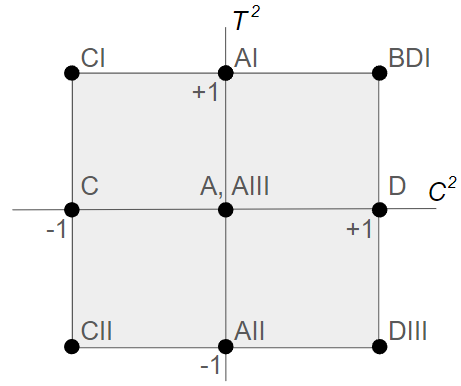 T²
CI AI BDI
+1
C A, AIII D C²
-1 +1
CII AII DIII
-1